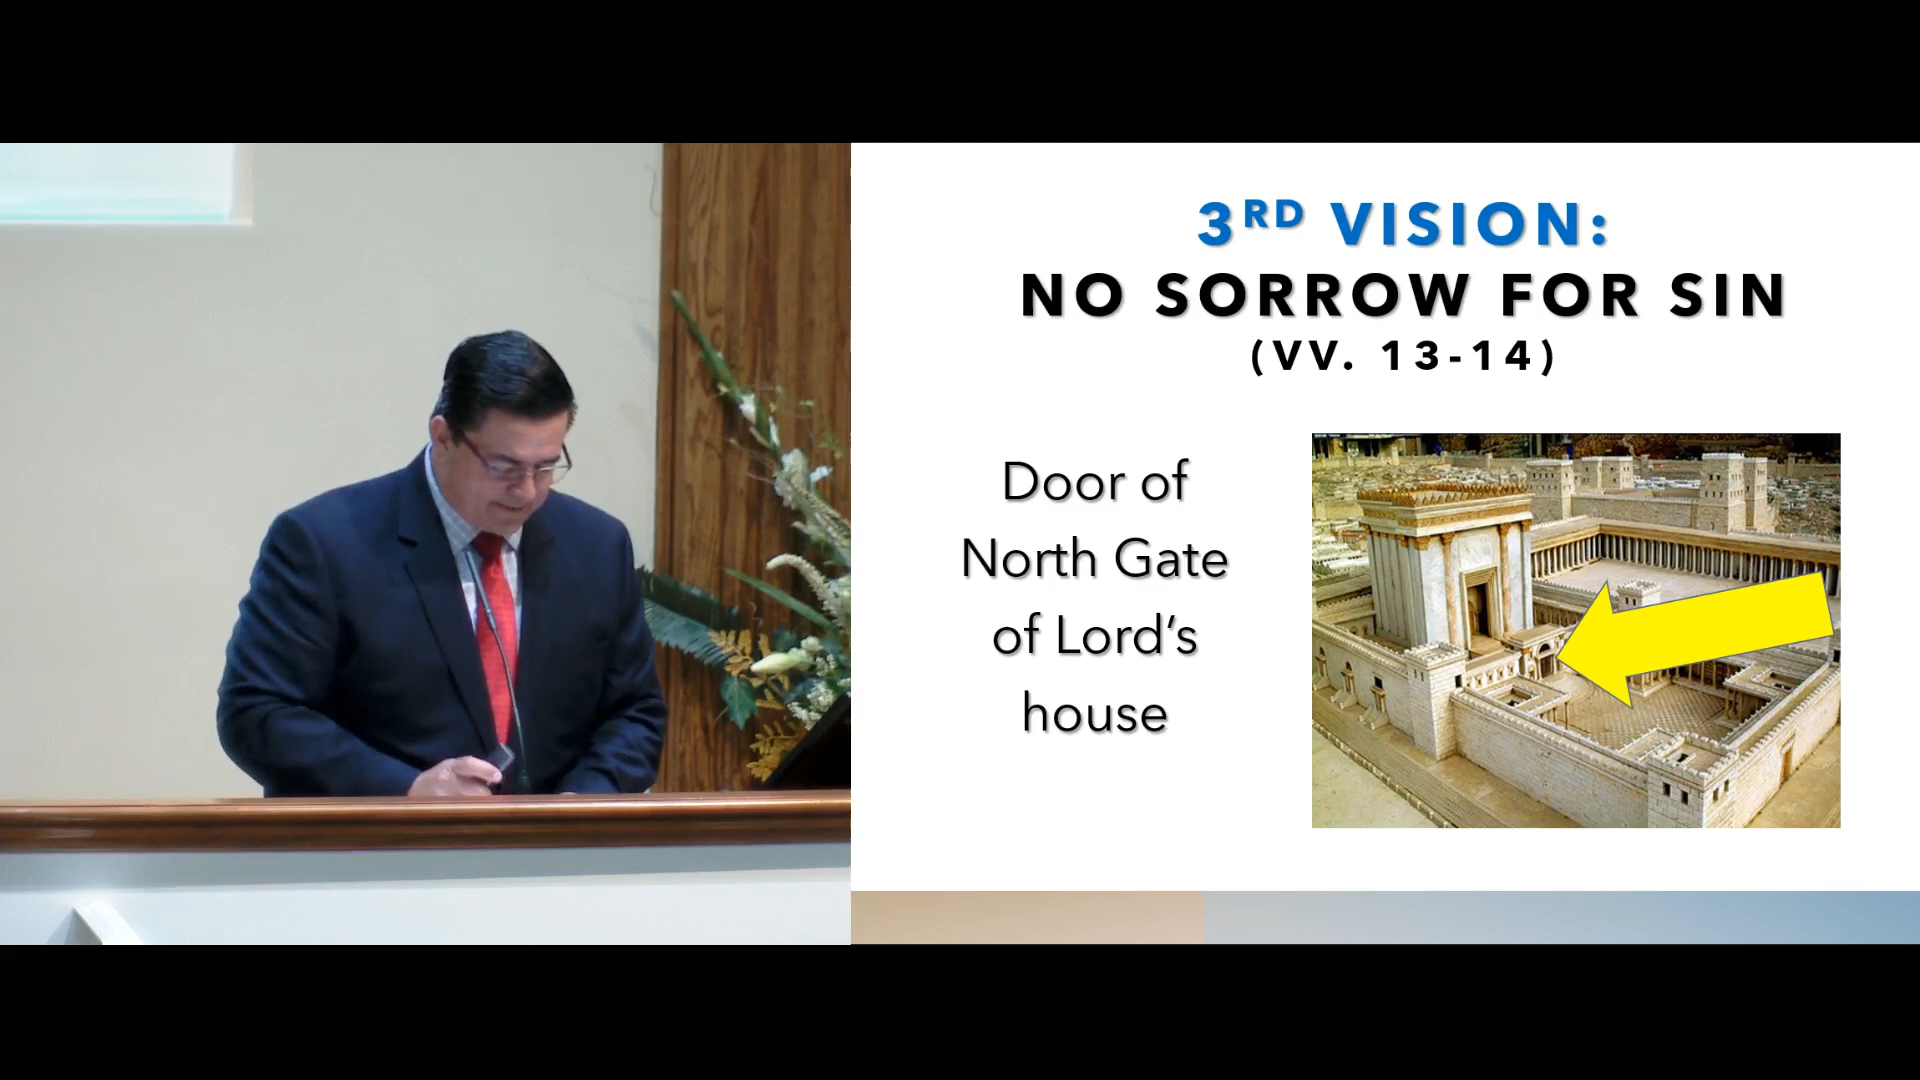 3RD VISION:
NO SORROW FOR SIN
(VV. 13-14)
Door of
North Gate
of Lord’s
house